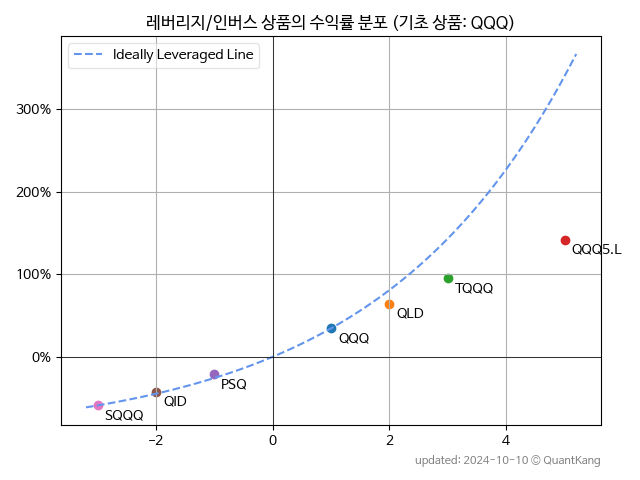 레버리지/인버스 상품의 수익률 분포 (기초 상품: QQQ)
Ideally Leveraged Line
300%
200%
100%
0%
QQQ5.L
TQQQ
QLD
QQQ
PSQ
QID
SQQQ
-2
0
2
4
updated: 2024-10-10 © QuantKang